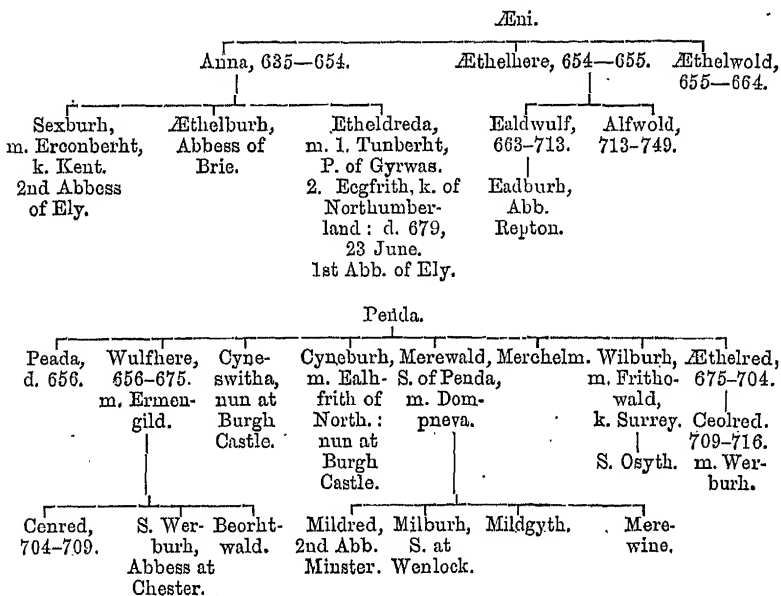 Æni.
Anna, 635—654. Æthelhere, 654—655. Æthelwold,
655—664.
Sexburh,
m. Erconberht,
k. Kent.
2nd Abbess
of Ely.
Æthelburh,
Abbess of
Brie.
Etheldreda,
m. 1. Tunberht,
P. of Gyrwas.
2. Ecgfrith, k. of
Northumber-
land: d. 679,
23 June.
1st Abb. of Ely.
Ealdwulf,
663–713.
Eadburh,
Abb.
Repton.
Alfwold,
713–749.
Penda.
Peada,
d. 656.
Wulfhere,
656–675.
m. Ermen-
gild.
Cyne-
switha,
nun at
Burgh
Castle.
Cyneburh,
m. Ealh-
frith of
North.:
nun at
Burgh
Castle.
Merewald,
S. of Penda,
m. Dom-
pneva.
Merchelm.
Wilburh,
m. Fritho-
wald,
k. Surrey.
S. Osyth.
Æthelred,
675–704.
Ceolred.
709–716.
m. Wer-
burh.
Cenred,
704–709.
S. Wer-
burh,
Abbess at
Chester.
Beorht-
wald.
Mildred,
2nd Abb.
Minster.
Milburh,
S. at
Wenlock.
Mildgyth.
Mere-
wine.